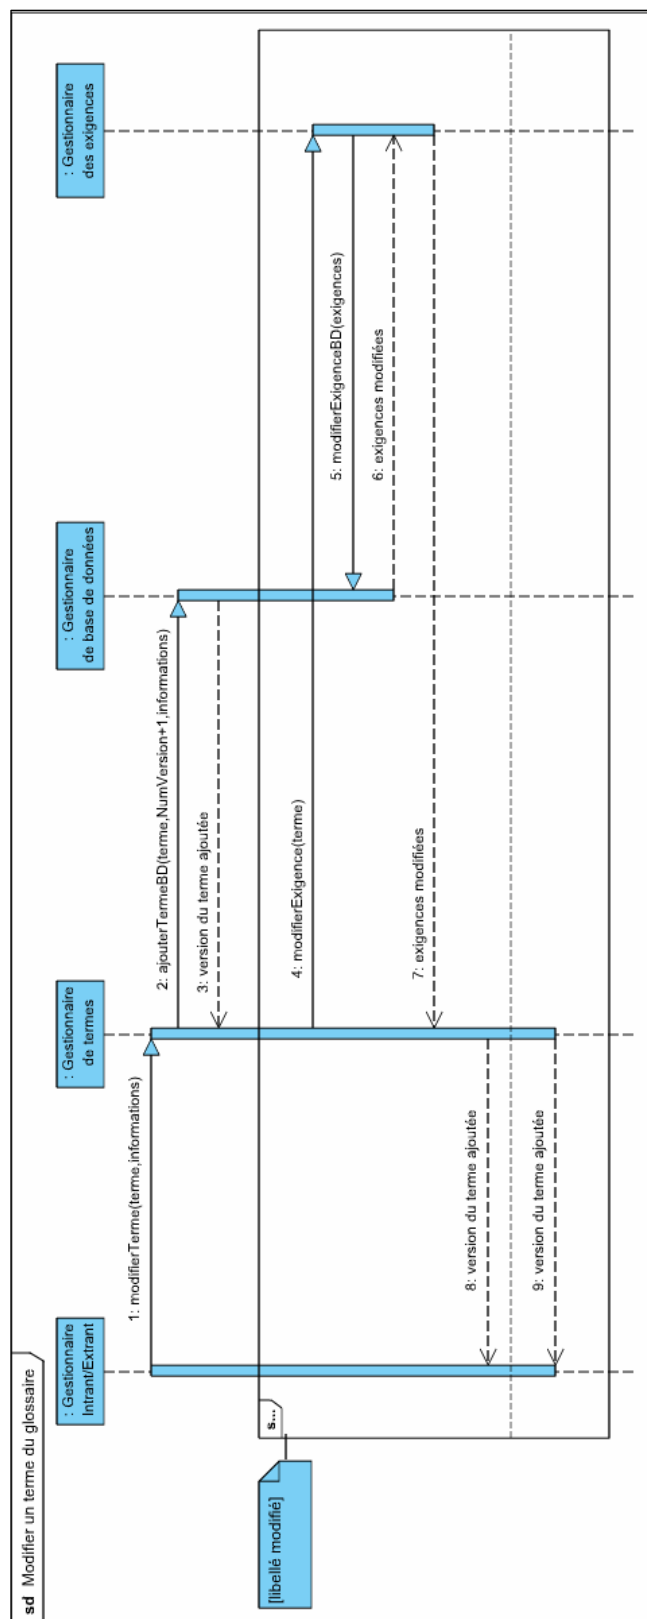 sd Modifier un terme du glossaire
: Gestionnaire
Intrant/Extrant
: Gestionnaire
de termes
: Gestionnaire
de base de données
: Gestionnaire
des exigences
1: modifierTerme(terme,informations)
2: ajouterTermeBD(terme,NumVersion+1,informations)
3: version du terme ajoutée
s...
[libellé modifié]
4: modifierExigence(terme)
5: modifierExigenceBD(exigences)
6: exigences modifiées
7: exigences modifiées
8: version du terme ajoutée
9: version du terme ajoutée